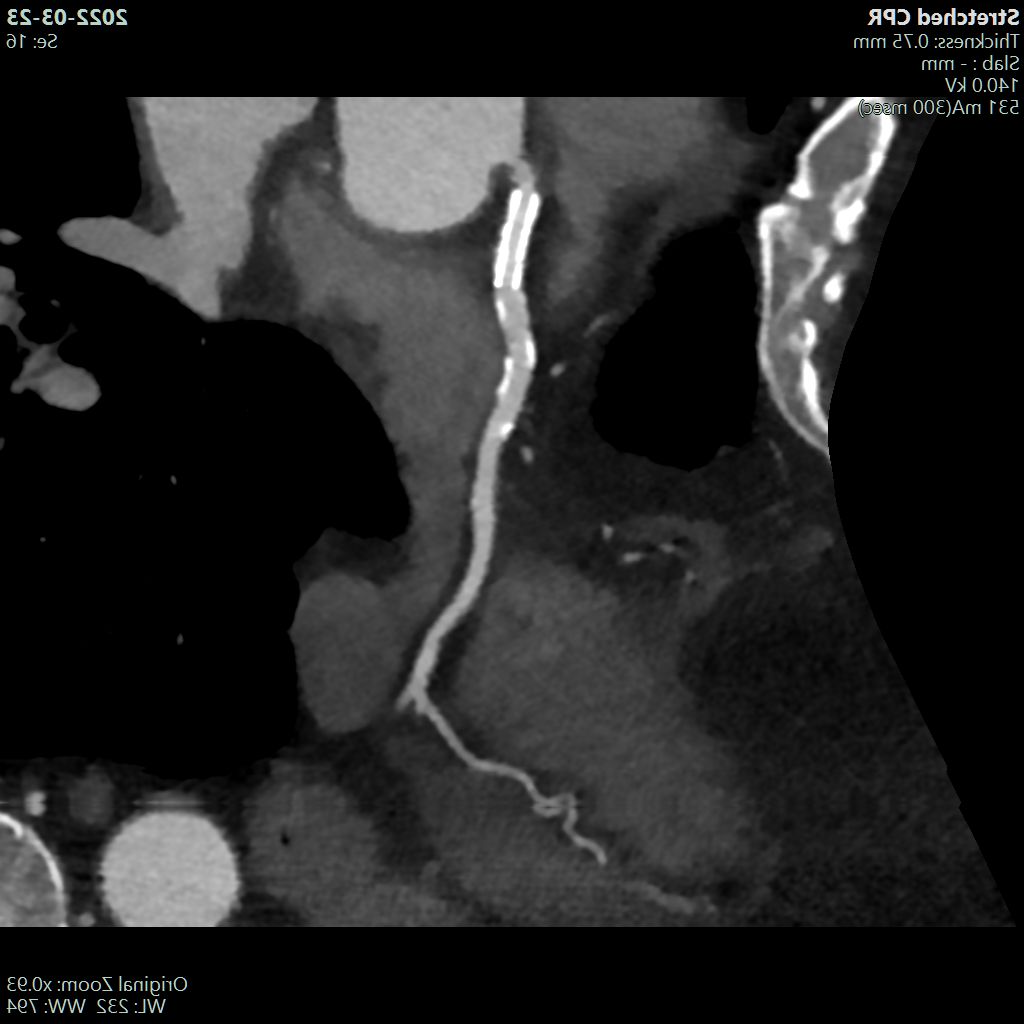 Stretched CPR
Thickness: 0.75 mm
Slab : - mm
140.0 kV
531 mA(300 msec)
2022-03-23
Se: 16
Original Zoom: x0.93
WL: 232 WW: 794